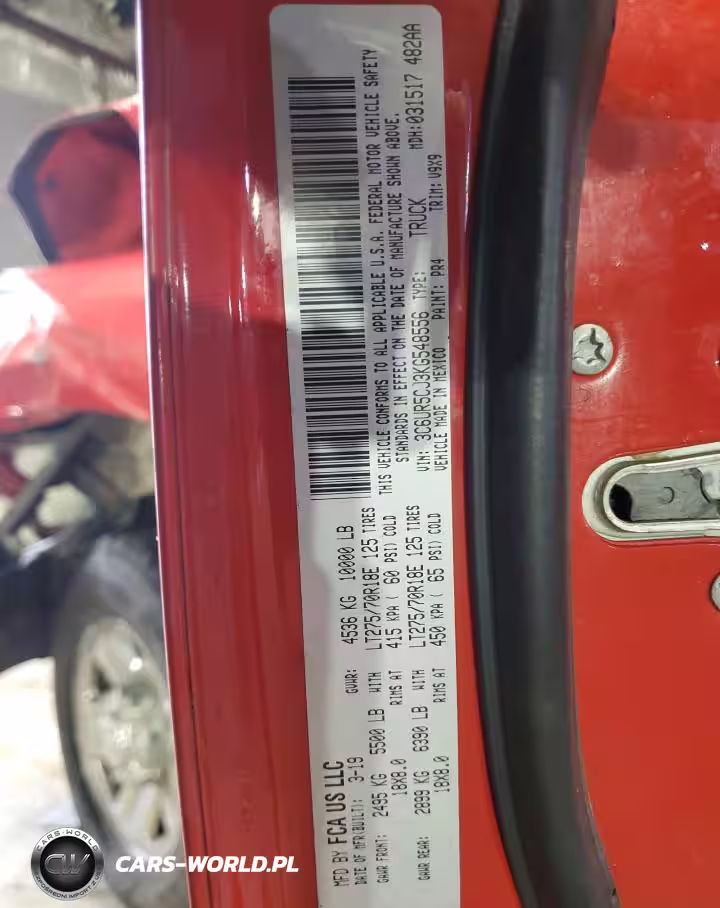 MFD BY FCA US LLC
DATE OF MFR(BUILT): 3-19 GVWR: 4536 KG 10000 LB
GAWR FRONT: 2495 KG 5500 LB WITH LT275/70R18E 125 TIRES
18X8.0 RIMS AT 415 KPA ( 60 PSI) COLD
GAWR REAR: 2899 KG 6390 LB WITH LT275/70R18E 125 TIRES
18X8.0 RIMS AT 450 KPA ( 65 PSI) COLD
THIS VEHICLE CONFORMS TO ALL APPLICABLE U.S.A. FEDERAL MOTOR VEHICLE SAFETY
STANDARDS IN EFFECT ON THE DATE OF MANUFACTURE SHOWN ABOVE.
VIN: 3C6UR5CJ3KG548556 TYPE: TRUCK MDH:031517 482AA
VEHICLE MADE IN MEXICO PAINT: PR4 TRIM: V9X9
CARS-WORLD
CW
CARS-WORLD.PL